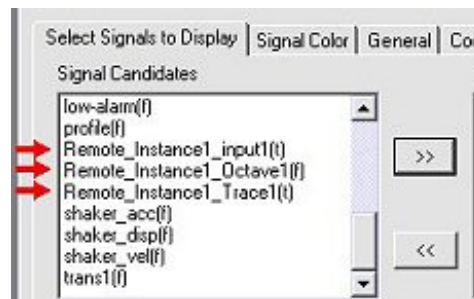 Select Signals to Display Signal Color General Co
Signal Candidates
low-alarm(f)
profile(f)
Remote_Instance1_input1(t)
Remote_Instance1_Octave1(f)
Remote_Instance1_Trace1(t)
shaker_acc(f)
shaker_disp(f)
shaker_vel(f)
trans1(f)
>>
<<